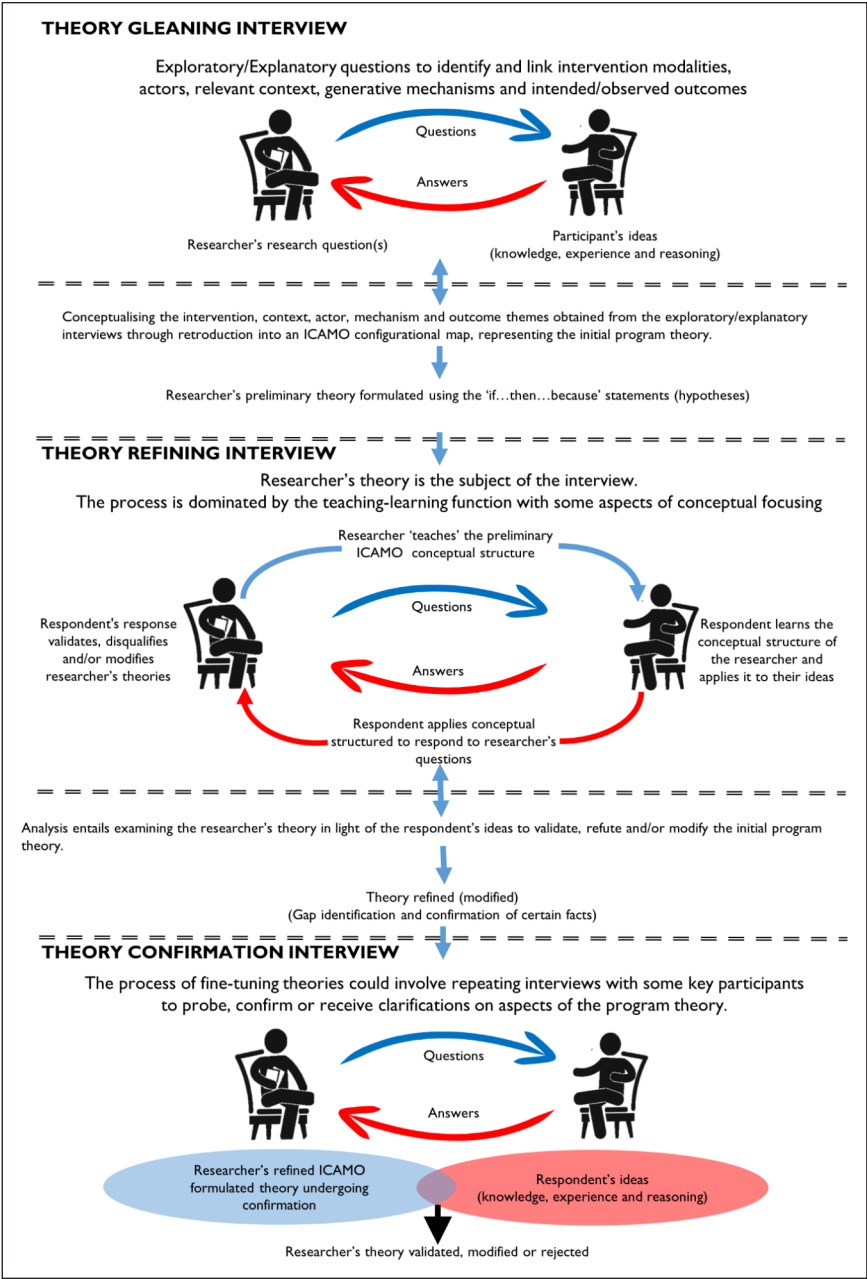 THEORY GLEANING INTERVIEW
Exploratory/Explanatory questions to identify and link intervention modalities,
actors, relevant context, generative mechanisms and intended/observed outcomes
Questions
Answers
Researcher's research question(s)
Participant's ideas
(knowledge, experience and reasoning)
Conceptualising the intervention, context, actor, mechanism and outcome themes obtained from the exploratory/explanatory
interviews through retroduction into an ICAMO configurational map, representing the initial program theory.
Researcher's preliminary theory formulated using the 'if…then…because' statements (hypotheses)
THEORY REFINING INTERVIEW
Researcher's theory is the subject of the interview.
The process is dominated by the teaching-learning function with some aspects of conceptual focusing
Researcher 'teaches' the preliminary
ICAMO conceptual structure
Respondent's response
validates, disqualifies
and/or modifies
researcher's theories
Questions
Answers
Respondent learns the
conceptual structure of
the researcher and
applies it to their ideas
Respondent applies conceptual
structured to respond to researcher's
questions
Analysis entails examining the researcher's theory in light of the respondent's ideas to validate, refute and/or modify the initial program
theory.
Theory refined (modified)
(Gap identification and confirmation of certain facts)
THEORY CONFIRMATION INTERVIEW
The process of fine-tuning theories could involve repeating interviews with some key participants
to probe, confirm or receive clarifications on aspects of the program theory.
Questions
Answers
Researcher's refined ICAMO
formulated theory undergoing
confirmation
Respondent's ideas
(knowledge, experience and reasoning)
Researcher's theory validated, modified or rejected